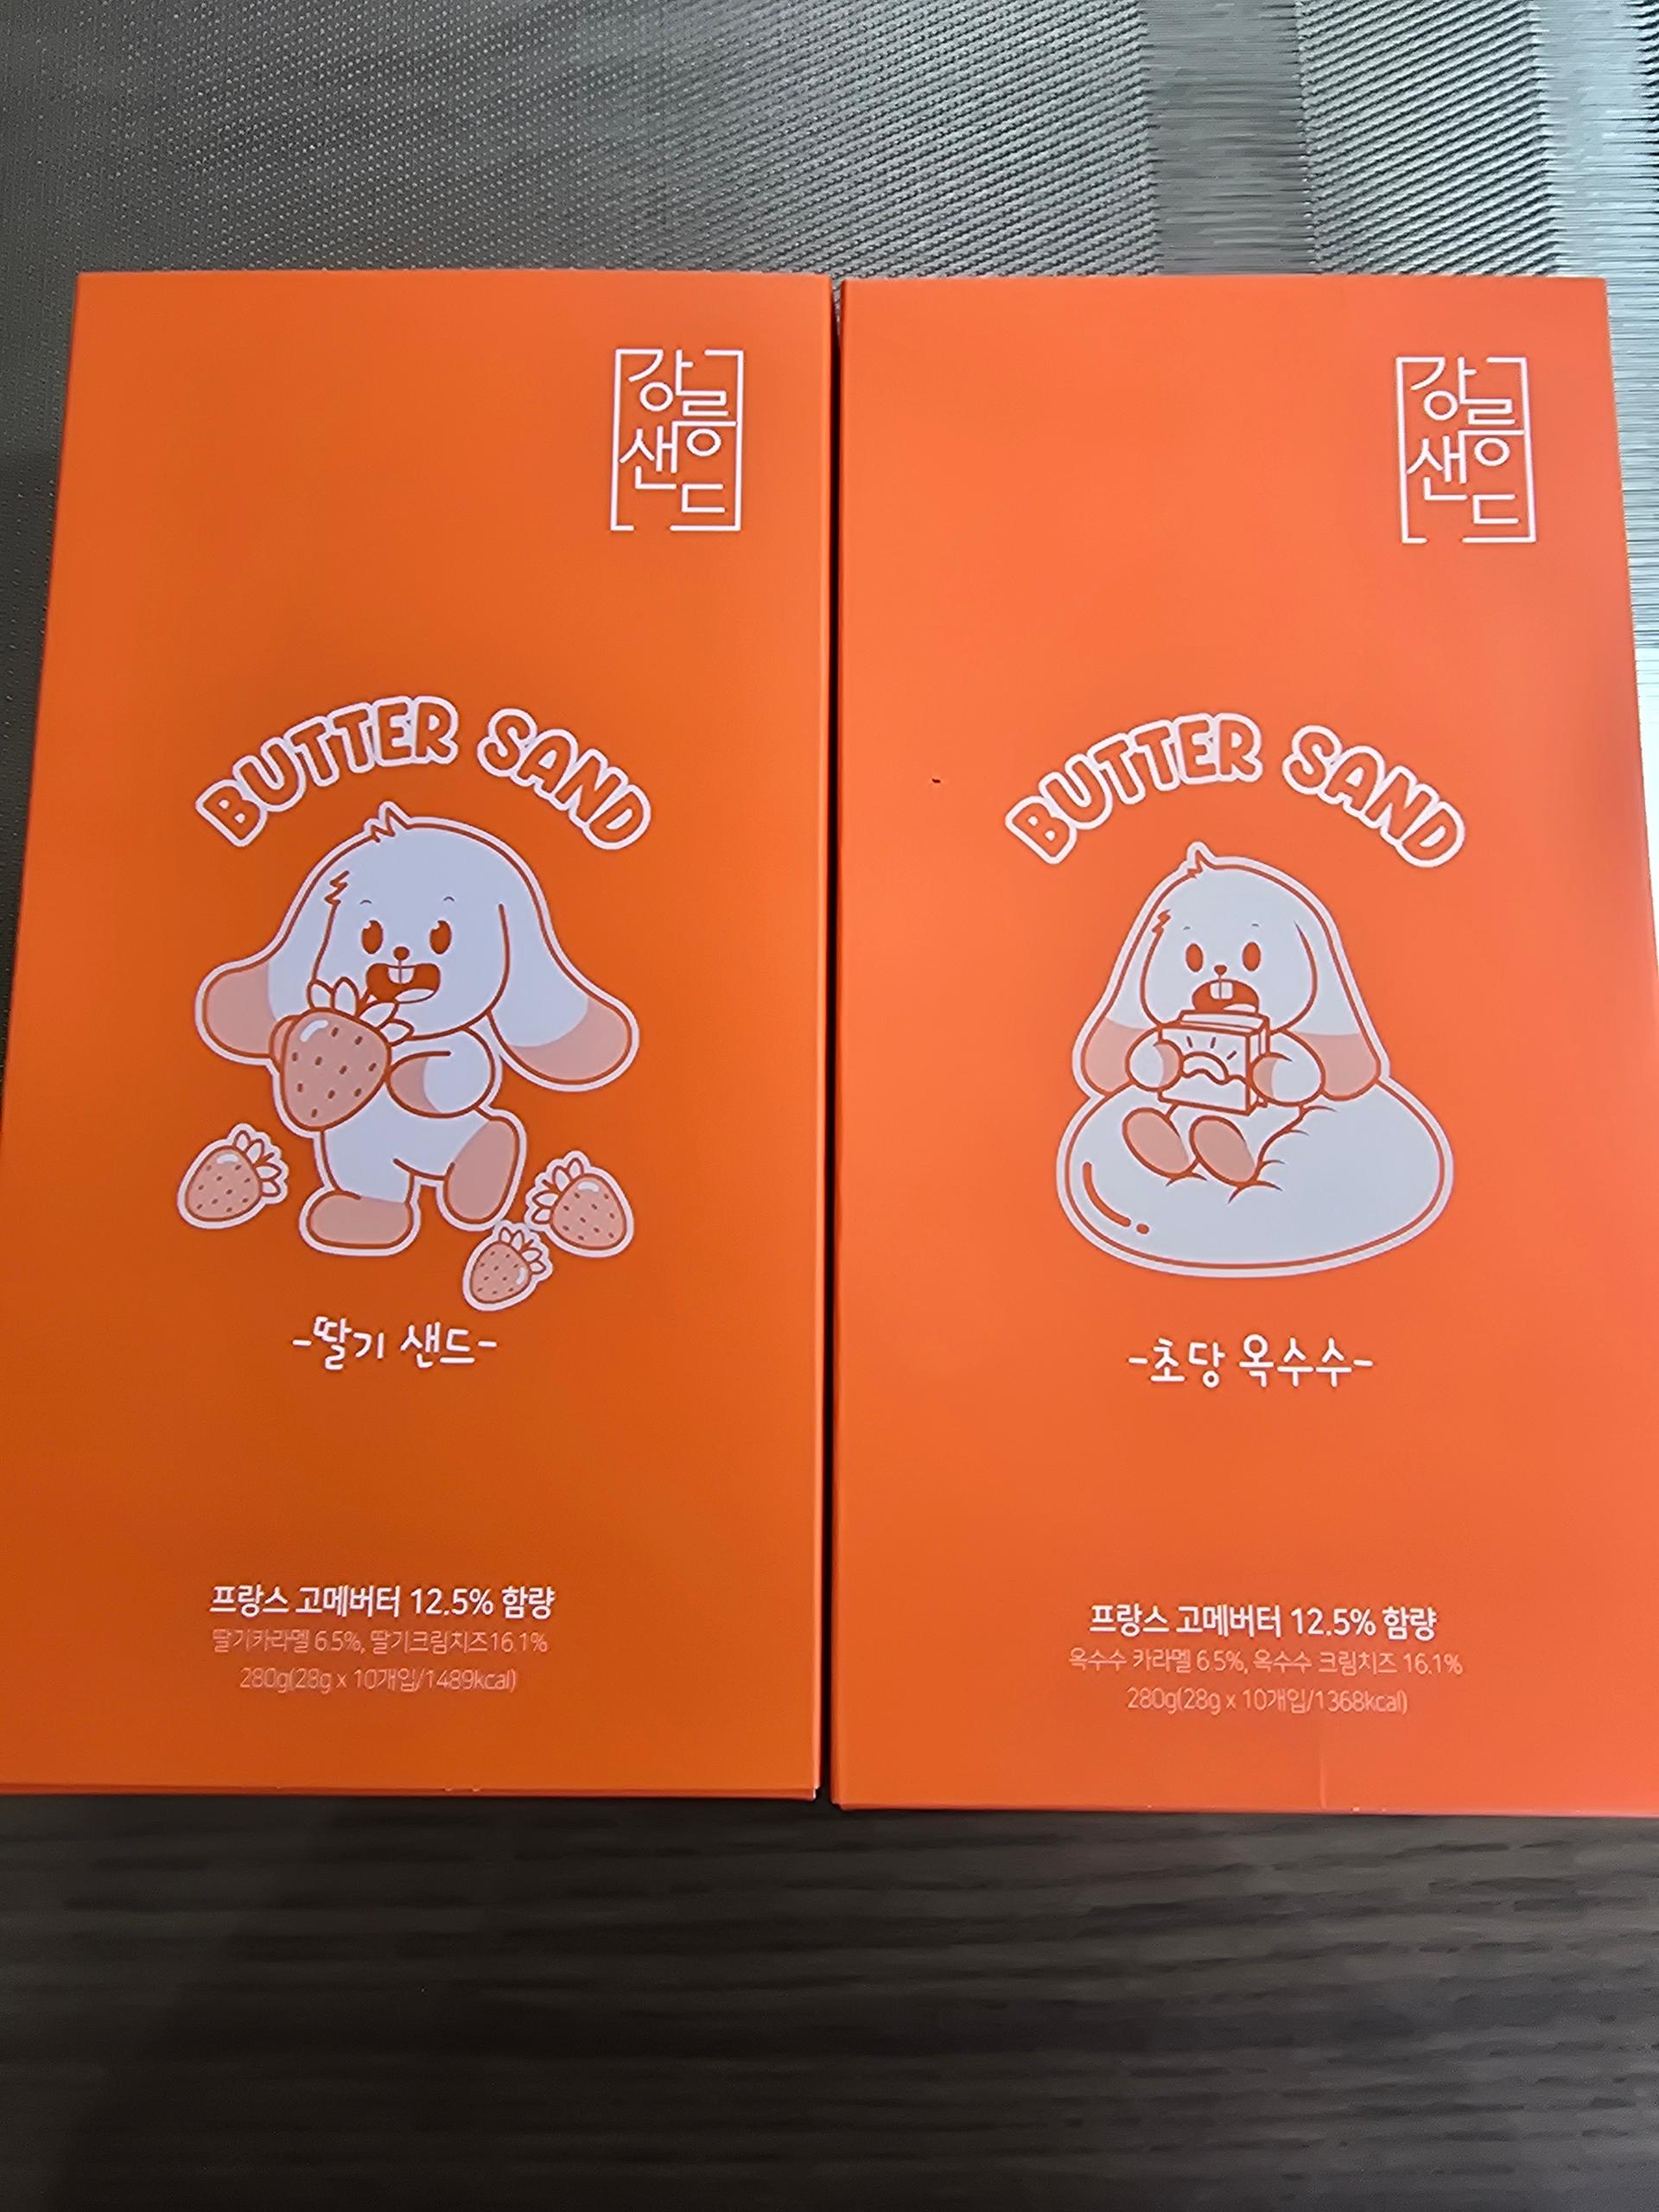 강릉
샌드
BUTTER SAND
-딸기 샌드-
프랑스 고메버터 12.5% 함량
딸기카라멜 6.5%, 딸기크림치즈16.1%
280g(28g x 10개입/1489kcal)
강릉
샌드
BUTTER SAND
-초당 옥수수-
프랑스 고메버터 12.5% 함량
옥수수 카라멜 6.5%, 옥수수 크림치즈 16.1%
280g(28g x 10개입/1368kcal)